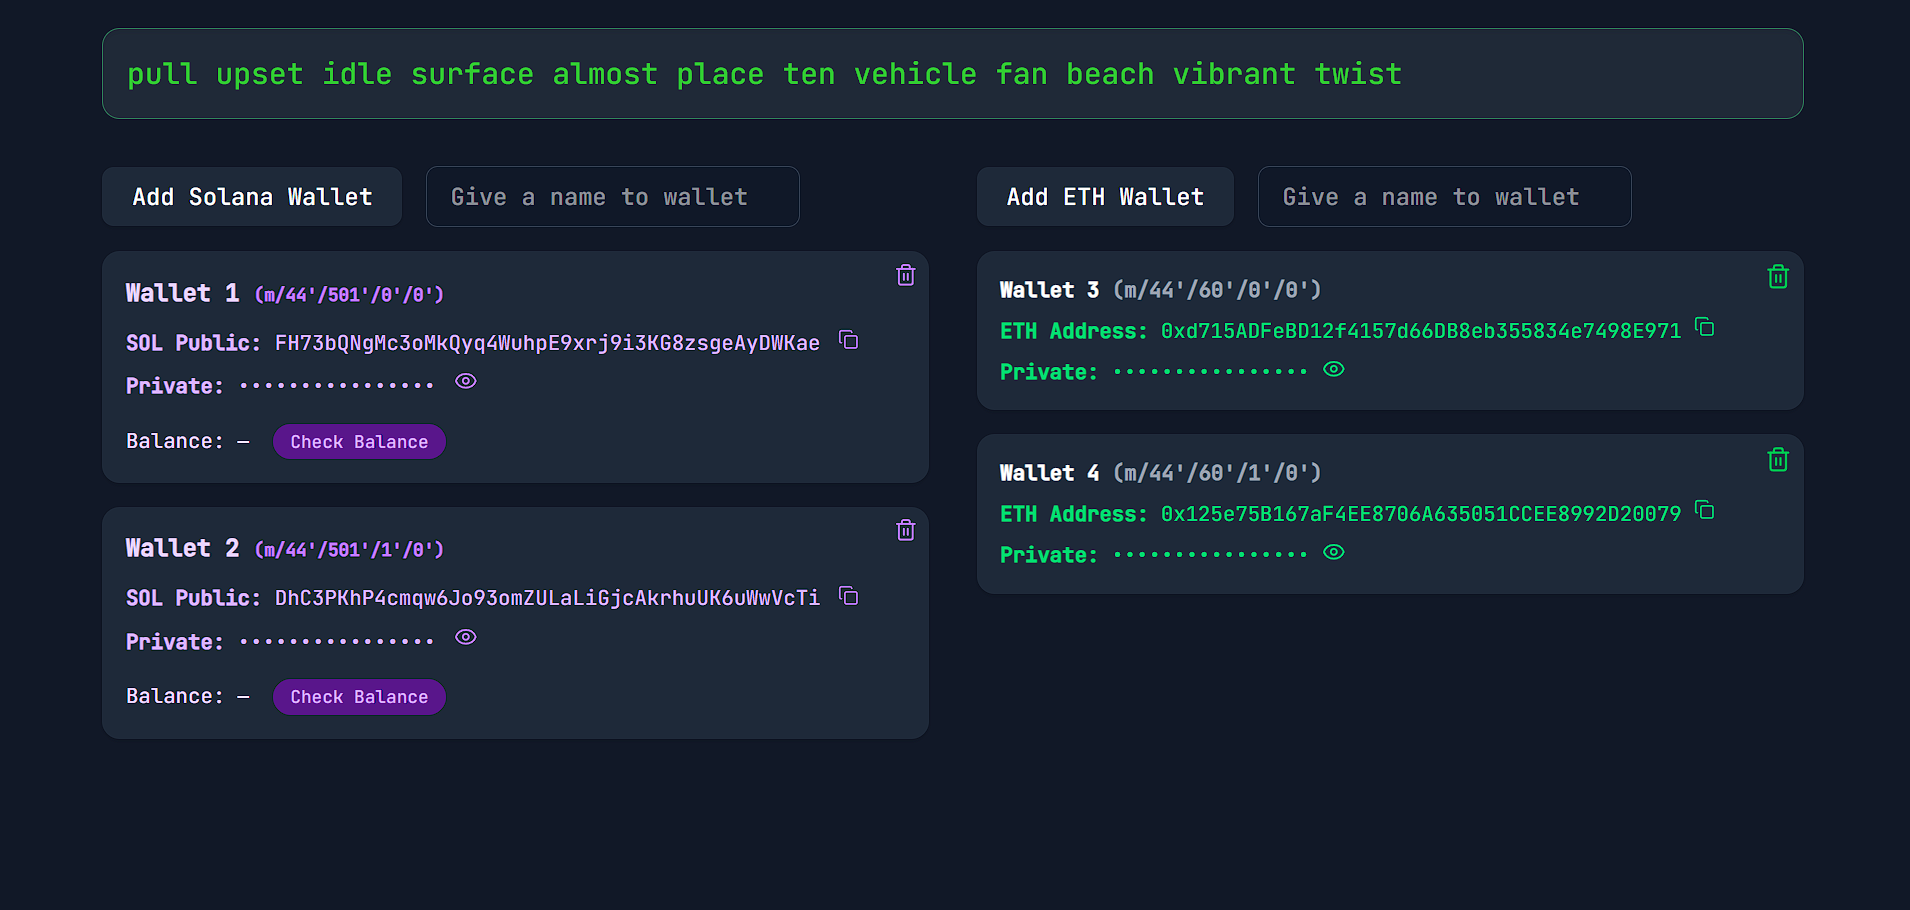 pull upset idle surface almost place ten vehicle fan beach vibrant twist
Add Solana Wallet
Give a name to wallet
Wallet 1 (m/44'/501'/0'/0')
SOL Public: FH73bQNgMc3oMkQyq4WuhpE9xrj9i3KG8zsgeAyDWKae
Private: ••••••••••••••••
Balance: –
Check Balance
Wallet 2 (m/44'/501'/1'/0')
SOL Public: DhC3PKhP4cmqw6Jo93omZULaLiGjcAkrhuUK6uWwVcTi
Private: ••••••••••••••••
Balance: –
Check Balance
Add ETH Wallet
Give a name to wallet
Wallet 3 (m/44'/60'/0'/0')
ETH Address: 0xd715ADFeBD12f4157d66DB8eb355834e7498E971
Private: ••••••••••••••••
Wallet 4 (m/44'/60'/1'/0')
ETH Address: 0x125e75B167aF4EE8706A635051CCEE8992D20079
Private: ••••••••••••••••